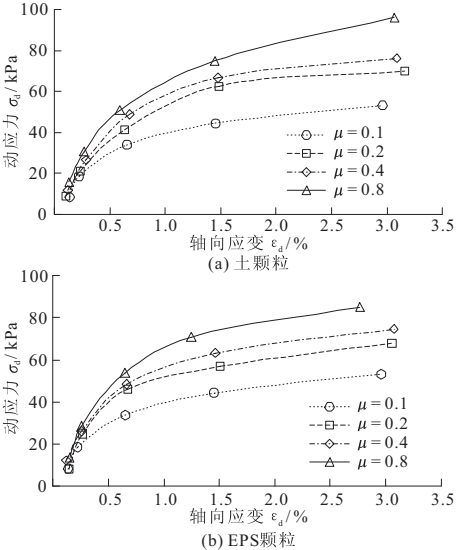 100
80
60
40
20
0
动应力 σd/ kPa
μ = 0.1
μ = 0.2
μ = 0.4
μ = 0.8
0.5 1.0 1.5 2.0 2.5 3.0 3.5
轴向应变 εd/%
(a) 土颗粒
100
80
60
40
20
0
动应力 σd/ kPa
μ = 0.1
μ = 0.2
μ = 0.4
μ = 0.8
0.5 1.0 1.5 2.0 2.5 3.0 3.5
轴向应变 εd/%
(b) EPS颗粒